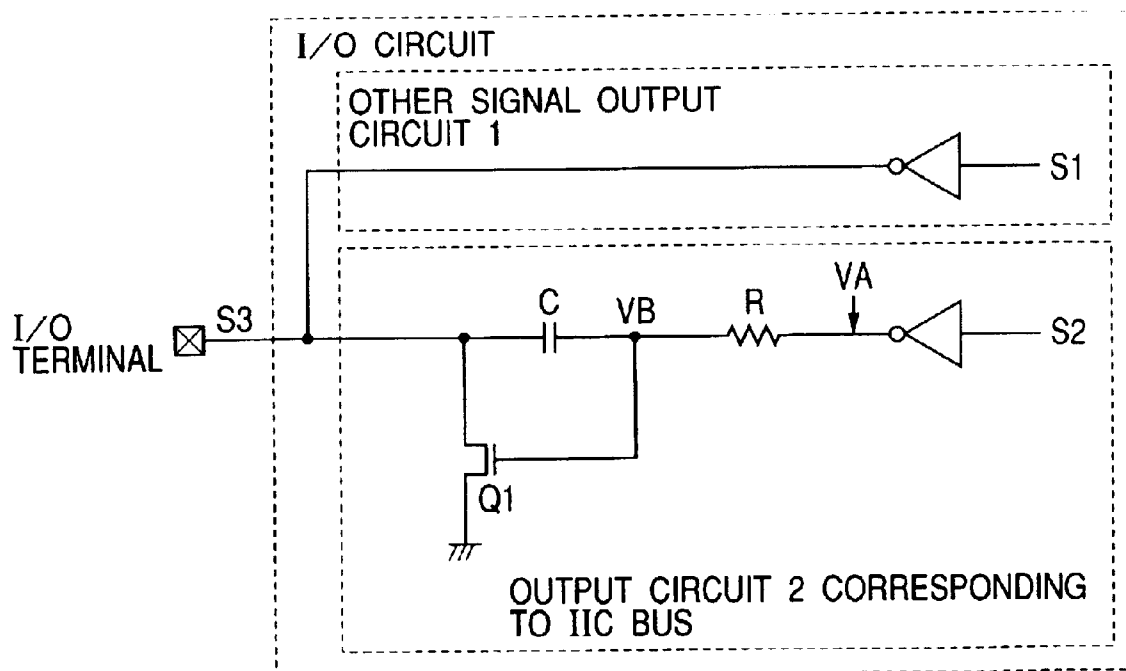 I/O CIRCUIT
OTHER SIGNAL OUTPUT
CIRCUIT 1
S1
I/O
TERMINAL
S3
C
VB
R
VA
S2
Q1
OUTPUT CIRCUIT 2 CORRESPONDING
TO IIC BUS